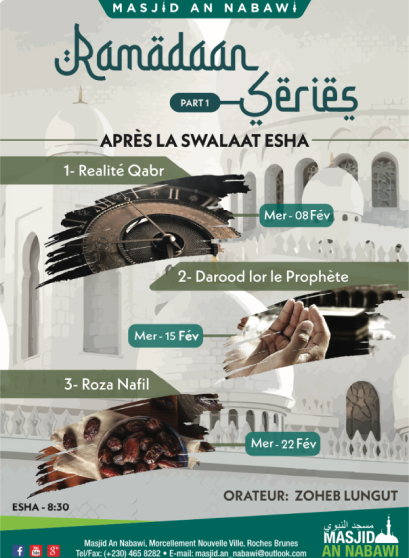 MASJID AN NABAWI
Ramadaan
PART 1
Series
APRÈS LA SWALAAT ESHA
1- Realité Qabr
Mer - 08 Fév
2- Darood lor le Prophète
Mer - 15 Fév
3- Roza Nafil
Mer - 22 Fév
ORATEUR: ZOHEB LUNGUT
ESHA - 8:30
مسجد النبوي
MASJID
AN NABAWI
Masjid An Nabawi, Morcellement Nouvelle Ville, Roches Brunes
Tel/Fax: (+230) 465 8282 • E-mail: masjid.an_nabawi@outlook.com